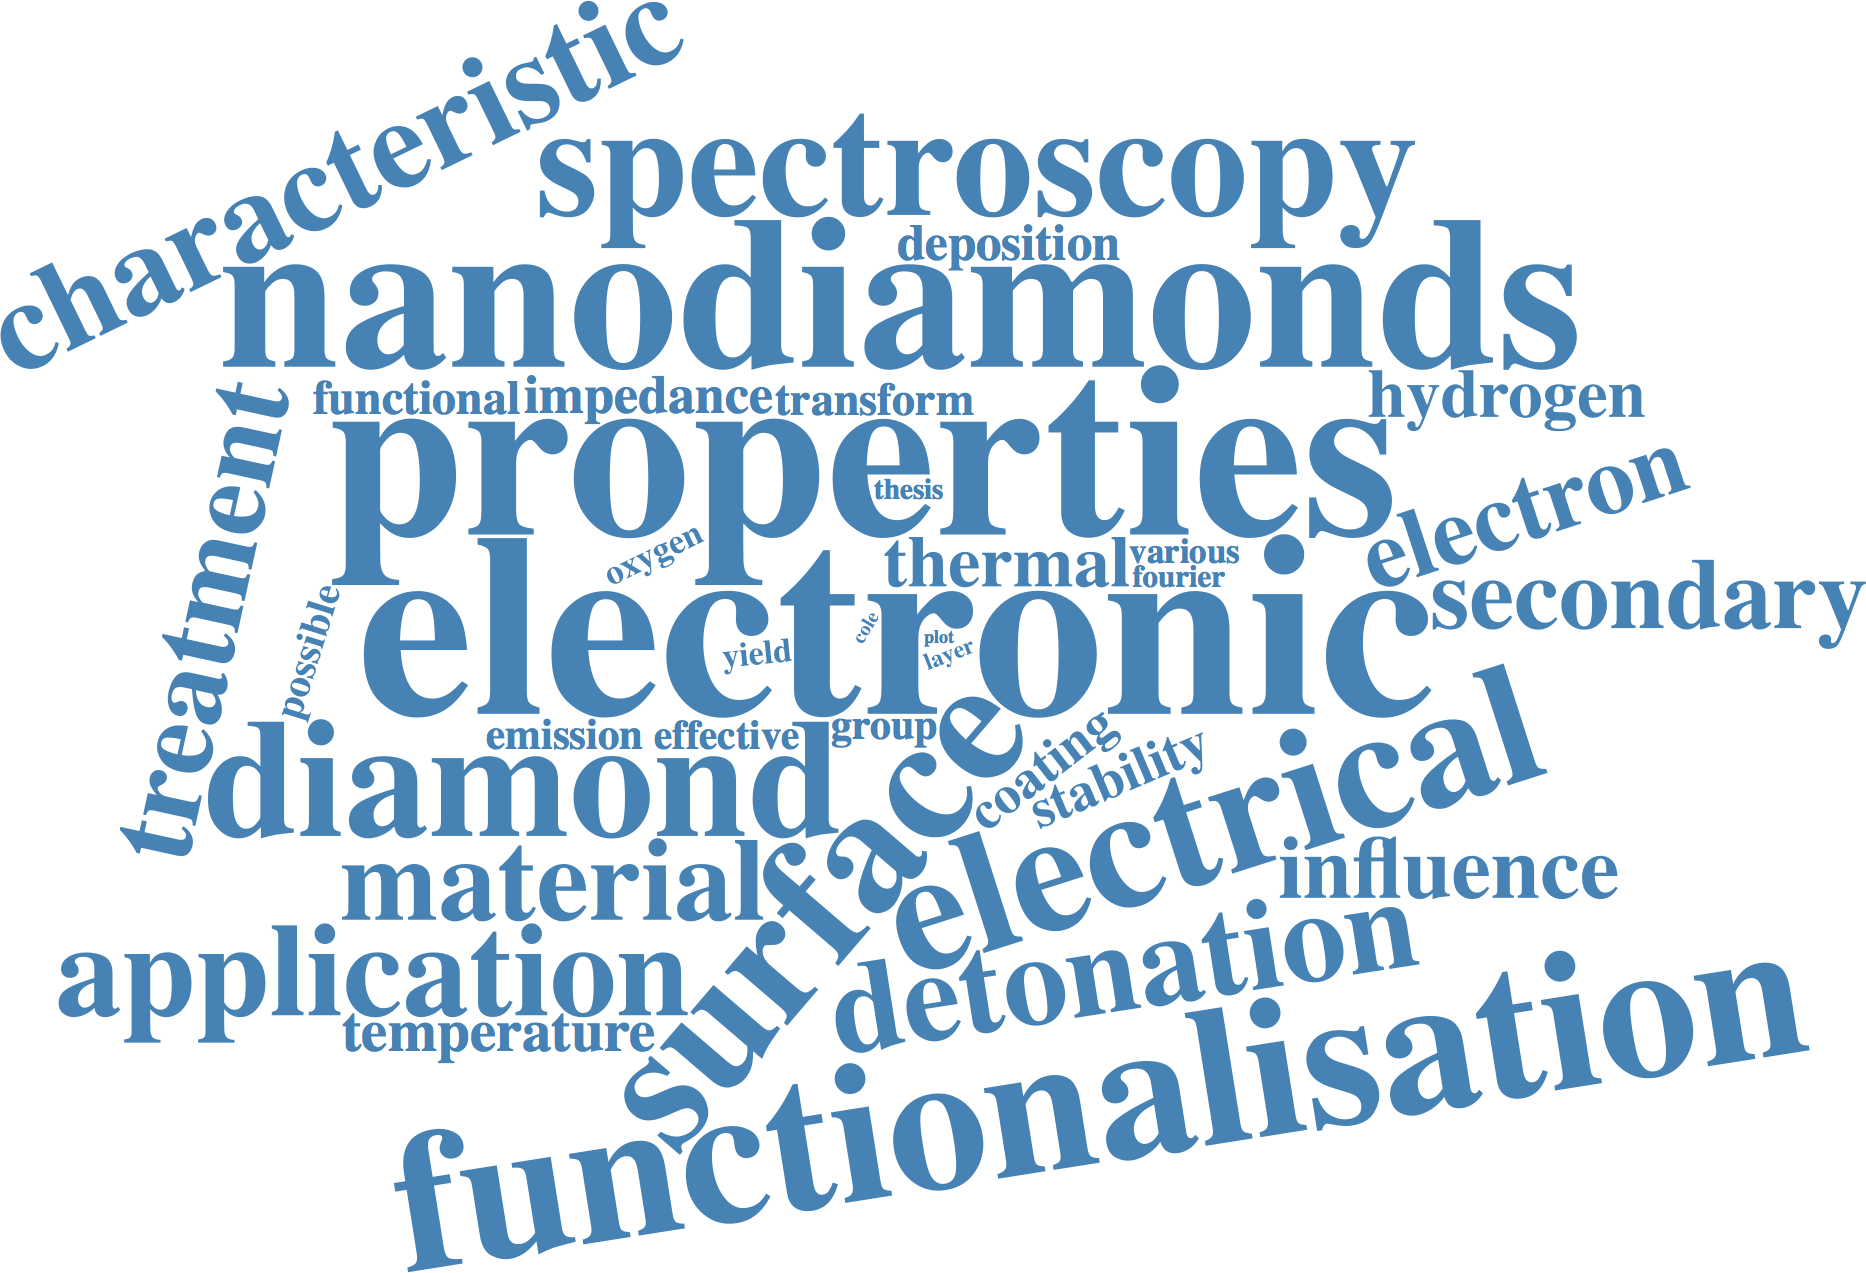 characteristic
spectroscopy
deposition
nanodiamonds
functional impedance transform
hydrogen
properties
thesis
treatment
electron
oxygen
thermal various
fourier
secondary
possible
electronic
cole
plot
yield
layer
emission effective group
coating
stability
diamond
surface
electrical
material
influence
application
detonation
temperature
functionalisation